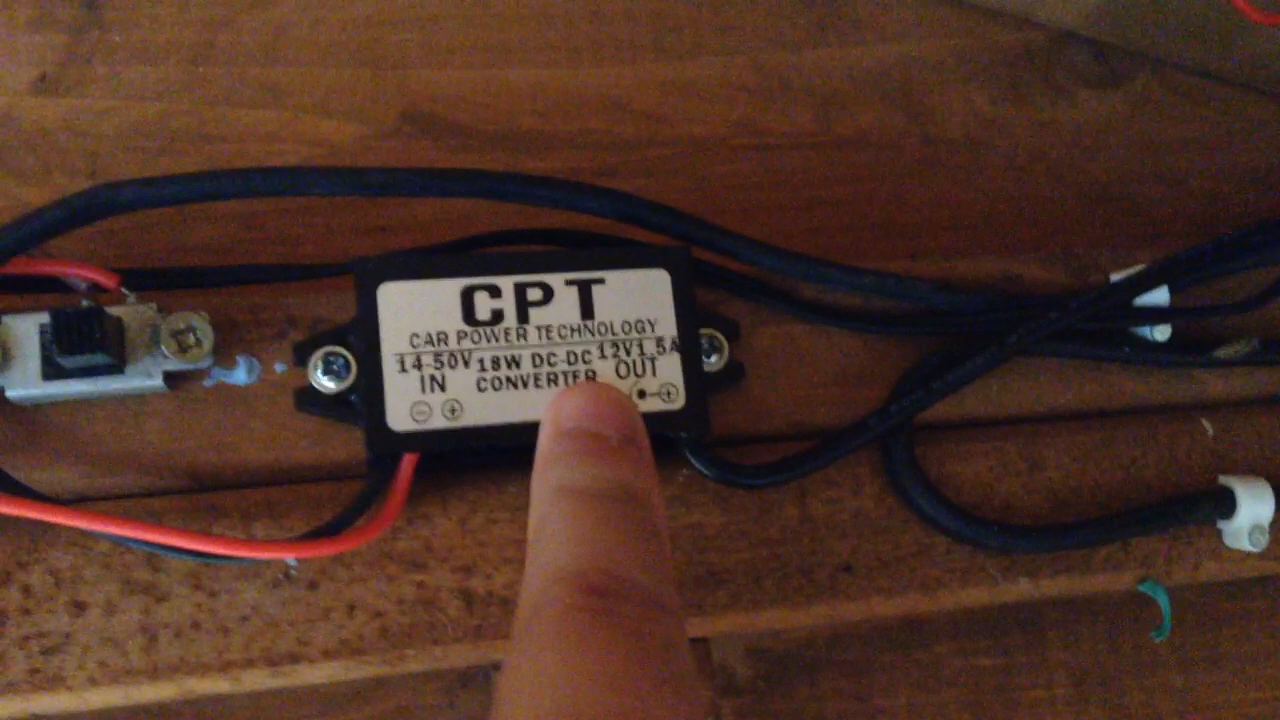 CPT
CAR POWER TECHNOLOGY
14-50V 18W DC-DC 12V1.5A
IN CONVERTER OUT